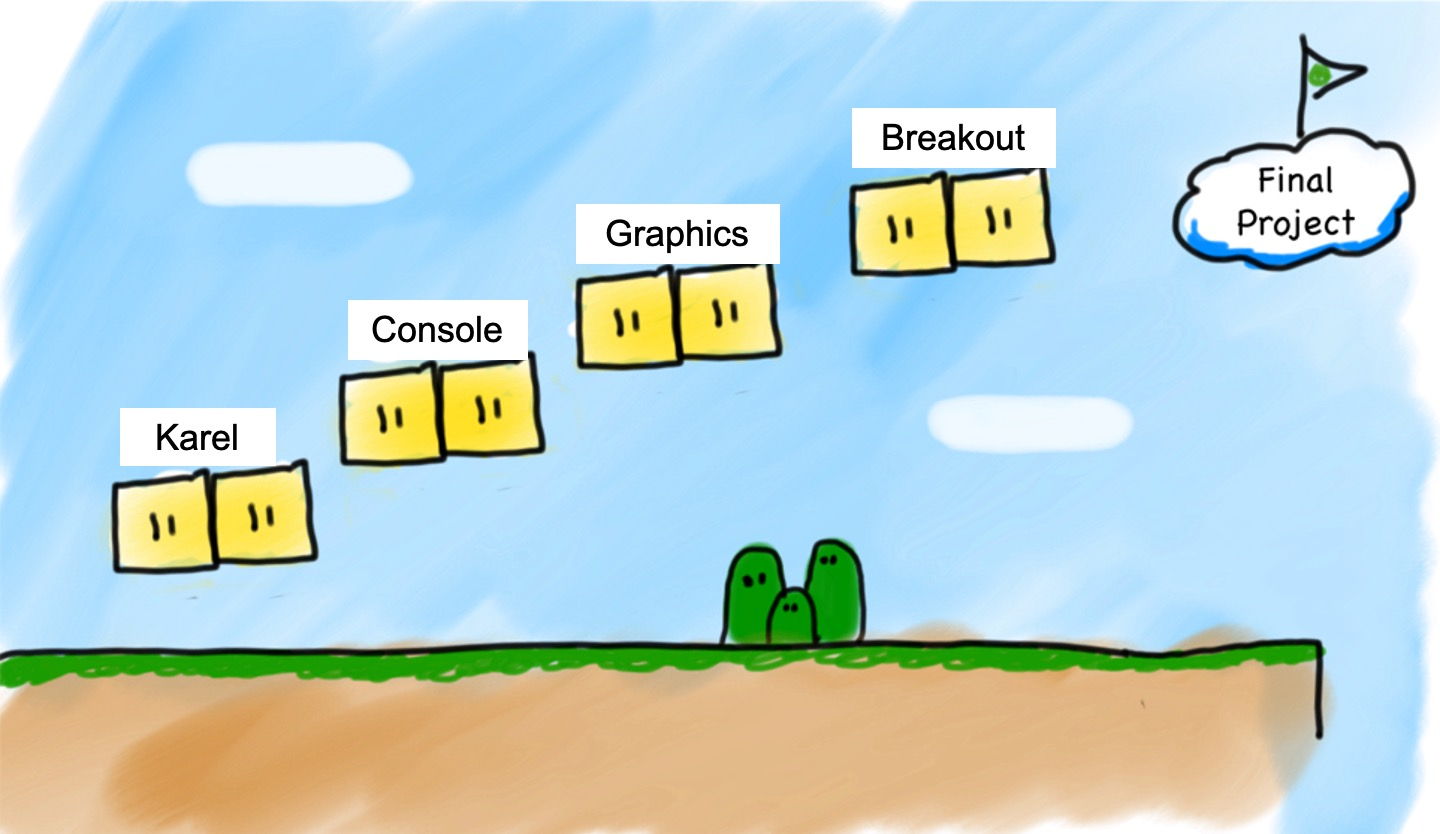 Breakout
Final
Project
Graphics
Console
Karel